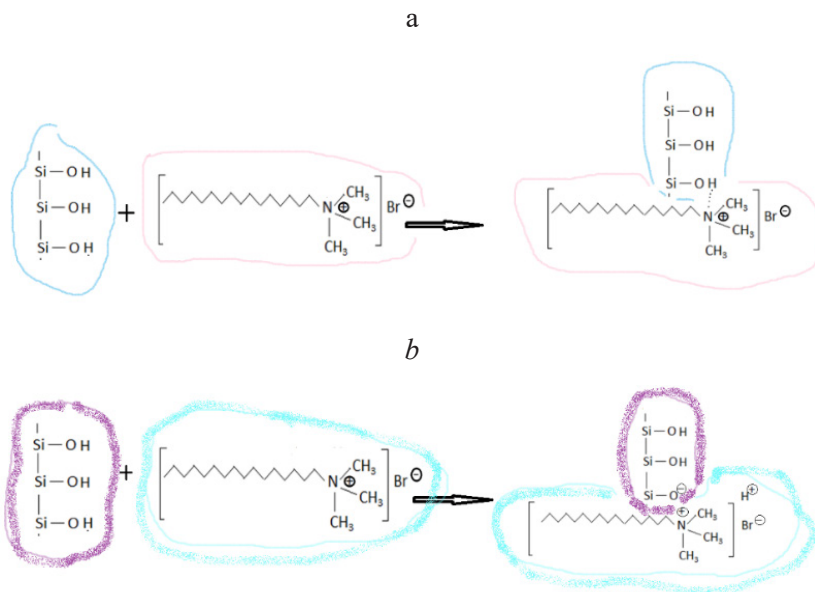 a
Si—OH
Si—OH
Si—OH
+
[ N⊕ CH₃ CH₃ CH₃ ] Br⊖
Si—OH
Si—OH
Si—OH
[ N⊕ CH₃ CH₃ CH₃ ] Br⊖
b
Si—OH
Si—OH
Si—OH
+
[ N⊕ CH₃ CH₃ CH₃ ] Br⊖
Si—OH
Si—OH
Si—O⊖
H⊕
[ N⊕ CH₃ CH₃ CH₃ ] Br⊖